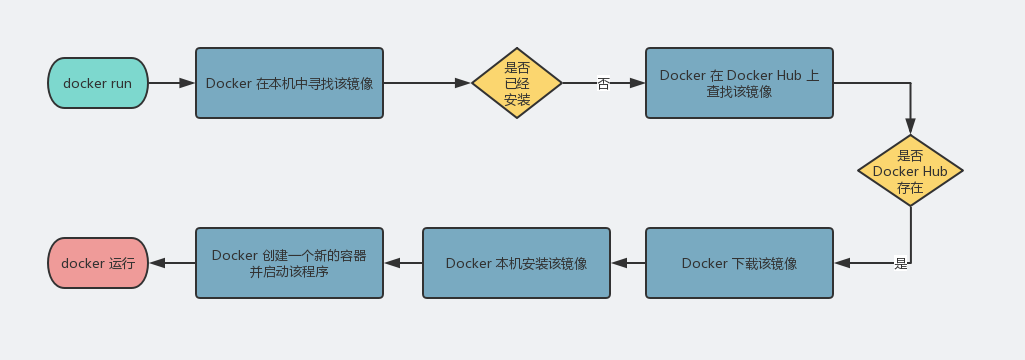 docker run
Docker 在本机中寻找该镜像
是否
已经
安装
否
Docker 在 Docker Hub 上
查找该镜像
是否
Docker Hub
存在
是
Docker 下载该镜像
Docker 本机安装该镜像
Docker 创建一个新的容器
并启动该程序
docker 运行